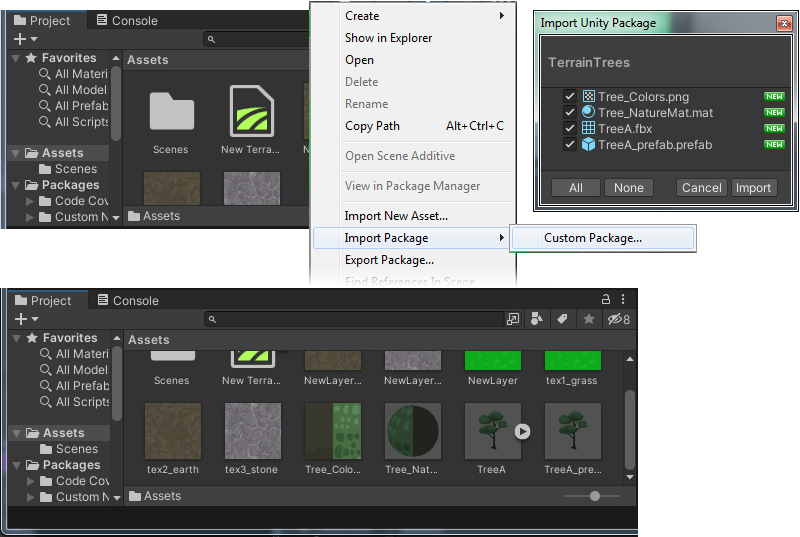 Project
Console
Favorites
All Materi
All Model
All Prefab
All Scripts
Assets
Scenes
Packages
Code Cov
Custom N
Assets
Scenes
New Terra...
Assets
Create
Show in Explorer
Open
Delete
Rename
Copy Path Alt+Ctrl+C
Open Scene Additive
View in Package Manager
Import New Asset...
Import Package
Export Package...
Find References In Scene
Custom Package...
Import Unity Package
TerrainTrees
Tree_Colors.png NEW
Tree_NatureMat.mat NEW
TreeA.fbx NEW
TreeA_prefab.prefab NEW
All None Cancel Import
Project
Console
8
Favorites
All Materi
All Model
All Prefab
All Scripts
Assets
Scenes
Packages
Code Cov
Custom N
Assets
Scenes New Terra... NewLayer... NewLayer... NewLayer tex1_grass
tex2_earth tex3_stone Tree_Colo... Tree_Nat... TreeA TreeA_pre...
Assets